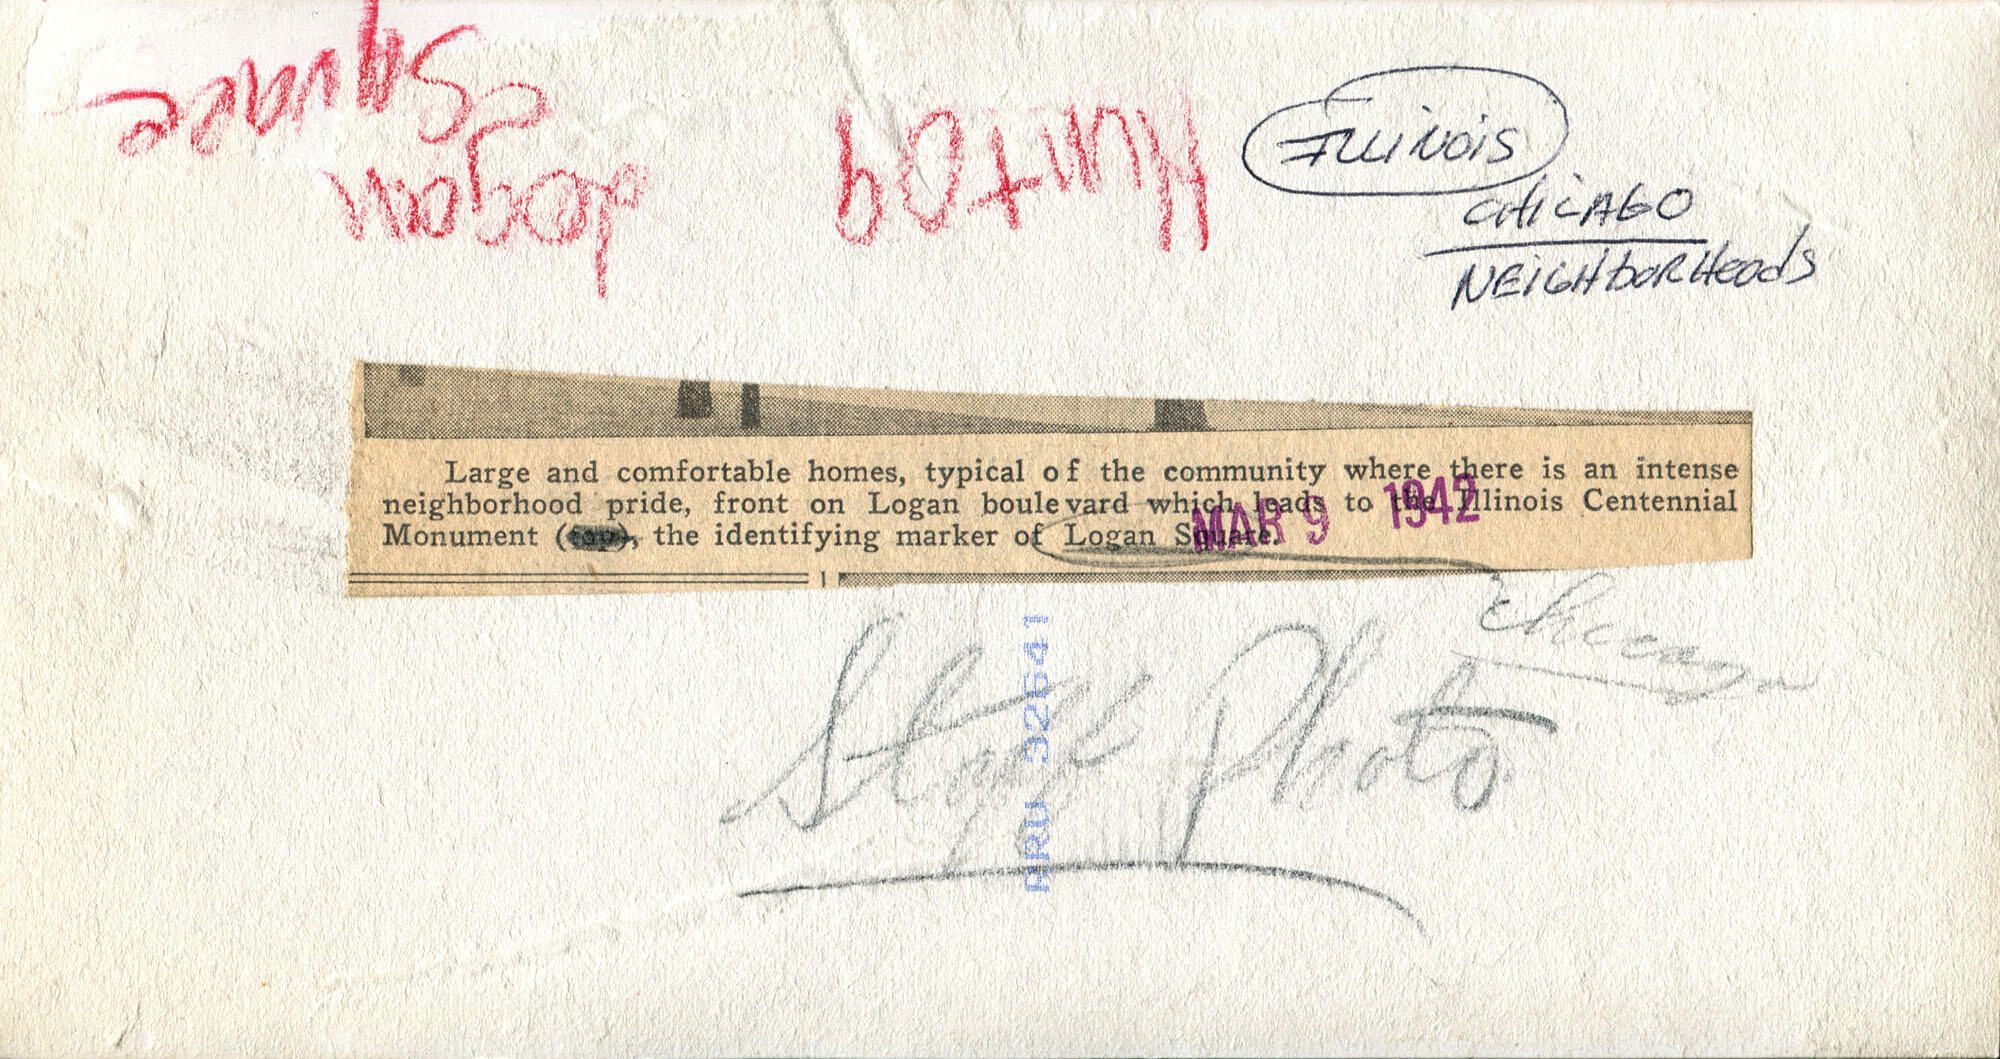 Logan
Square
Illinois
Chicago
Neighborhoods
Large and comfortable homes, typical of the community where there is an intense
neighborhood pride, front on Logan boulevard which leads to the Illinois Centennial
Monument (top), the identifying marker of Logan Square.
MAR 9 1942
Chicago
Staff Photo